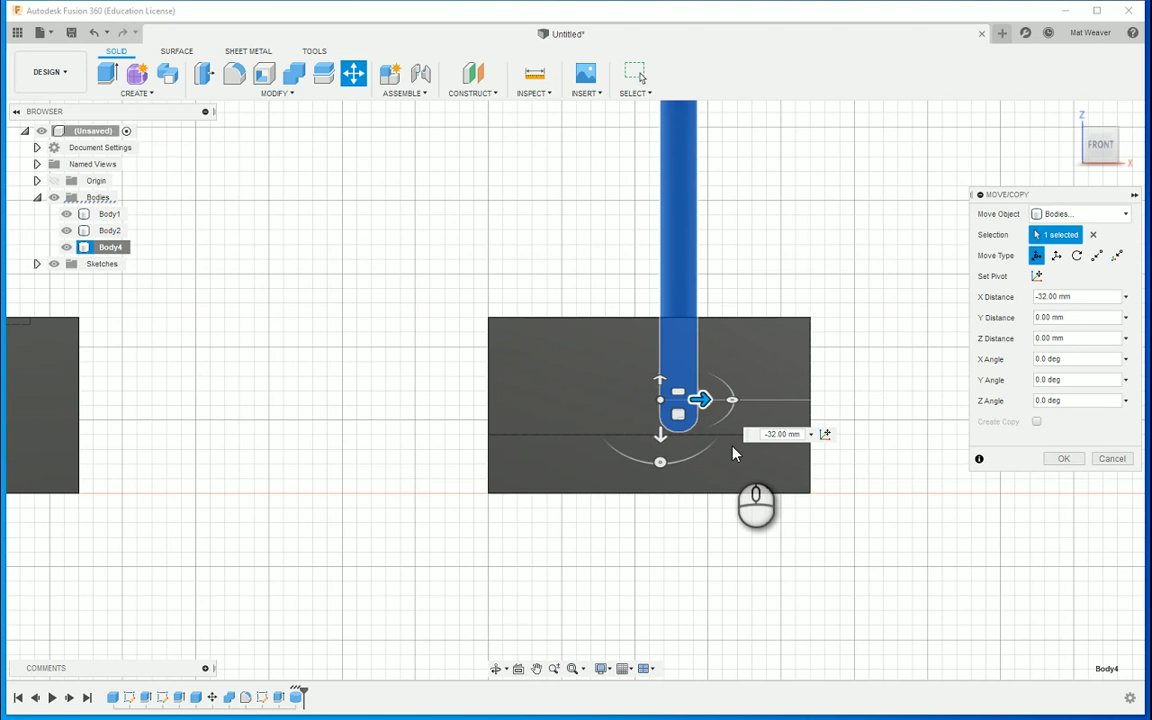 Autodesk Fusion 360 (Education License)
Untitled*
Mat Weaver
SOLID SURFACE SHEET METAL TOOLS
DESIGN
CREATE MODIFY ASSEMBLE CONSTRUCT INSPECT INSERT SELECT
BROWSER
(Unsaved)
Document Settings
Named Views
Origin
Bodies
Body1
Body2
Body4
Sketches
Z
FRONT
X
MOVE/COPY
Move Object Bodies...
Selection 1 selected
Move Type
Set Pivot
X Distance -32.00 mm
Y Distance 0.00 mm
Z Distance 0.00 mm
X Angle 0.0 deg
Y Angle 0.0 deg
Z Angle 0.0 deg
Create Copy
OK Cancel
-32.00 mm
COMMENTS
Body4